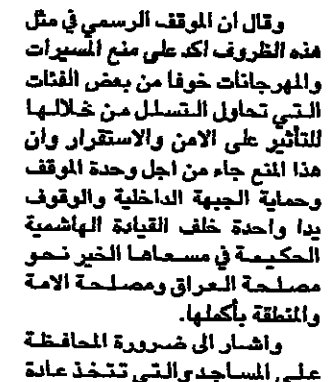 وقال ان الموقف الرسمي في مثل
هذه الظروف اكد على منع المسيرات
والمهرجانات خوفا من بعض الفئات
التي تحاول التسلل من خلالها
للتأثير على الامن والاستقرار وان
هذا المنع جاء من اجل وحدة الموقف
وحماية الجبهة الداخلية والوقوف
يدا واحدة خلف القيادة الهاشمية
الحكيمة في مسعاها الخير نحو
مصلحة العراق ومصلحة الامة
والمنطقة بأكملها.
واشار الى ضرورة المحافظة
على المساجد والتي تتخذ عادة